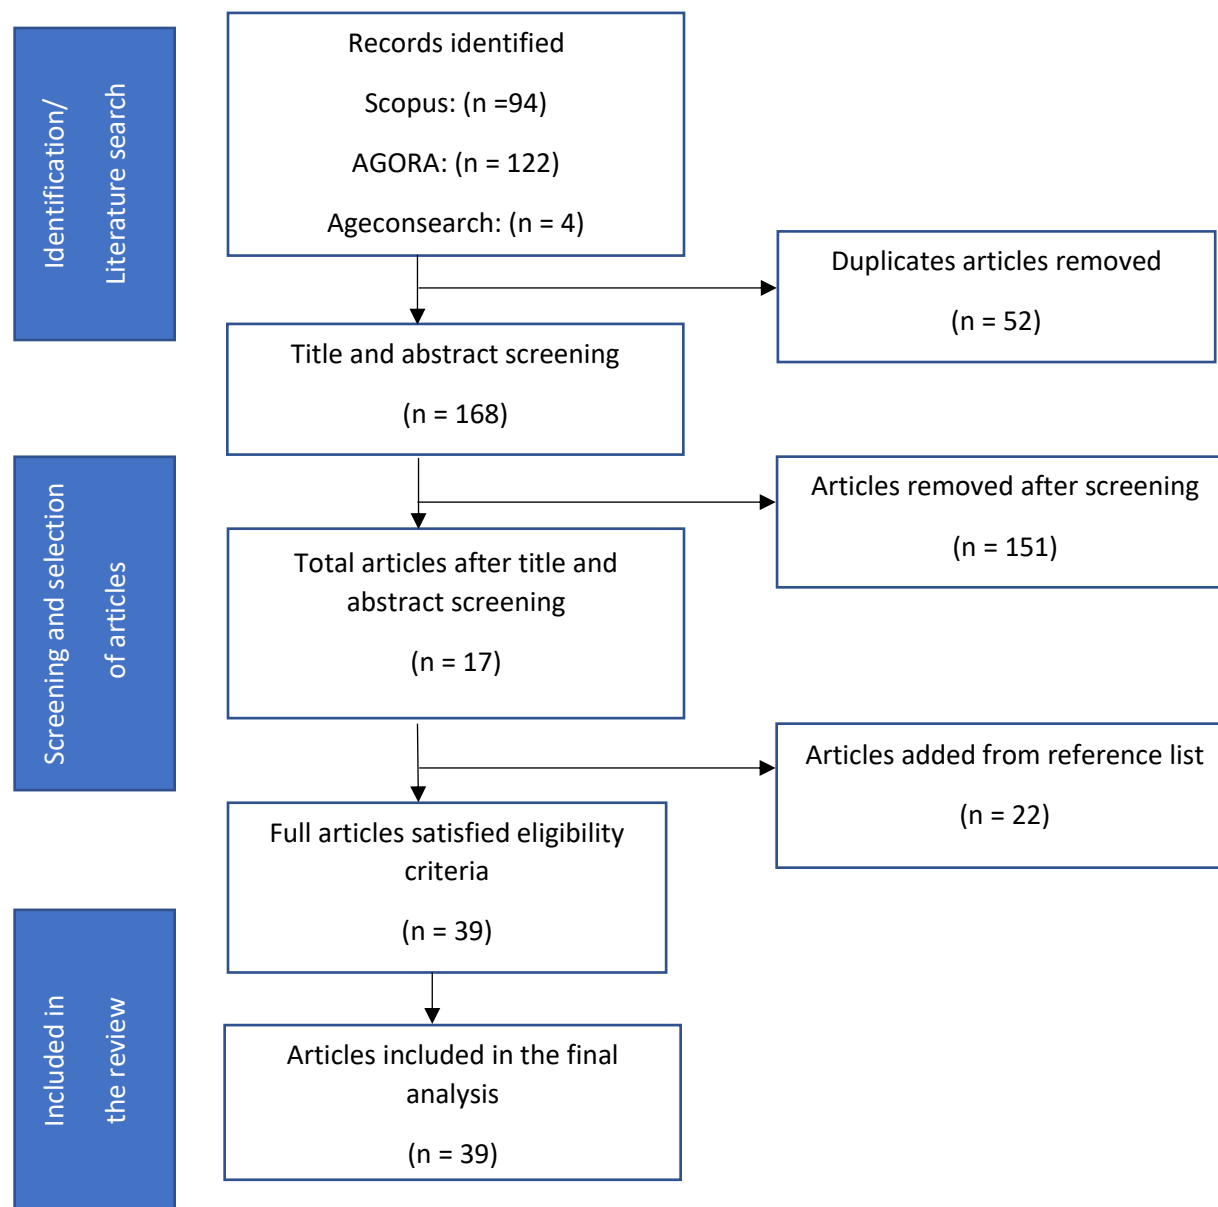 Identification/
Literature search
Records identified
Scopus: (n =94)
AGORA: (n = 122)
Ageconsearch: (n = 4)
Duplicates articles removed
(n = 52)
Title and abstract screening
(n = 168)
Screening and selection
of articles
Articles removed after screening
(n = 151)
Total articles after title and
abstract screening
(n = 17)
Articles added from reference list
(n = 22)
Full articles satisfied eligibility
criteria
(n = 39)
Included in
the review
Articles included in the final
analysis
(n = 39)